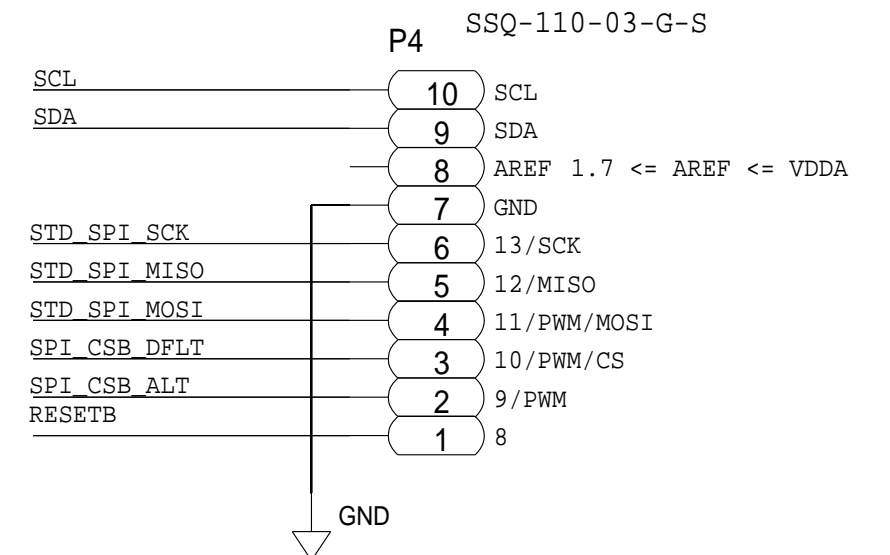 SSQ-110-03-G-S
P4
SCL 10 SCL
SDA 9 SDA
8 AREF 1.7 <= AREF <= VDDA
7 GND
STD_SPI_SCK 6 13/SCK
STD_SPI_MISO 5 12/MISO
STD_SPI_MOSI 4 11/PWM/MOSI
SPI_CSB_DFLT 3 10/PWM/CS
SPI_CSB_ALT 2 9/PWM
RESETB 1 8
GND